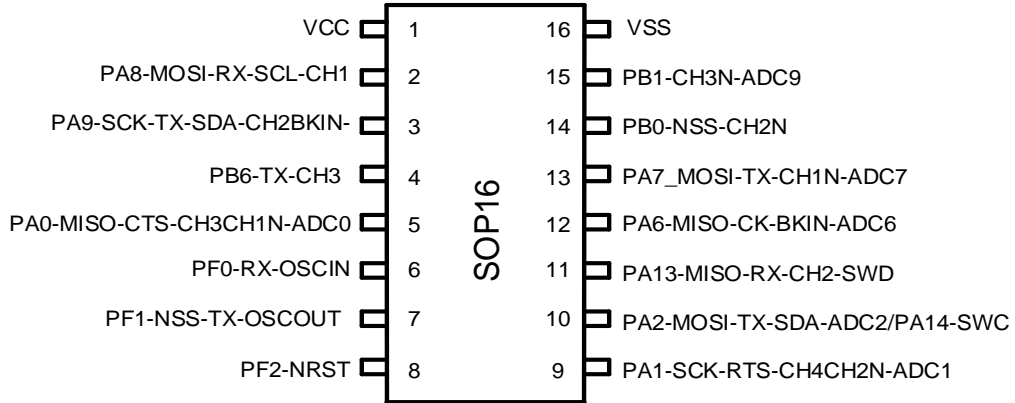 VCC 1 16 VSS
PA8-MOSI-RX-SCL-CH1 2 15 PB1-CH3N-ADC9
PA9-SCK-TX-SDA-CH2BKIN- 3 14 PB0-NSS-CH2N
PB6-TX-CH3 4 13 PA7_MOSI-TX-CH1N-ADC7
SOP16
PA0-MISO-CTS-CH3CH1N-ADC0 5 12 PA6-MISO-CK-BKIN-ADC6
PF0-RX-OSCIN 6 11 PA13-MISO-RX-CH2-SWD
PF1-NSS-TX-OSCOUT 7 10 PA2-MOSI-TX-SDA-ADC2/PA14-SWC
PF2-NRST 8 9 PA1-SCK-RTS-CH4CH2N-ADC1